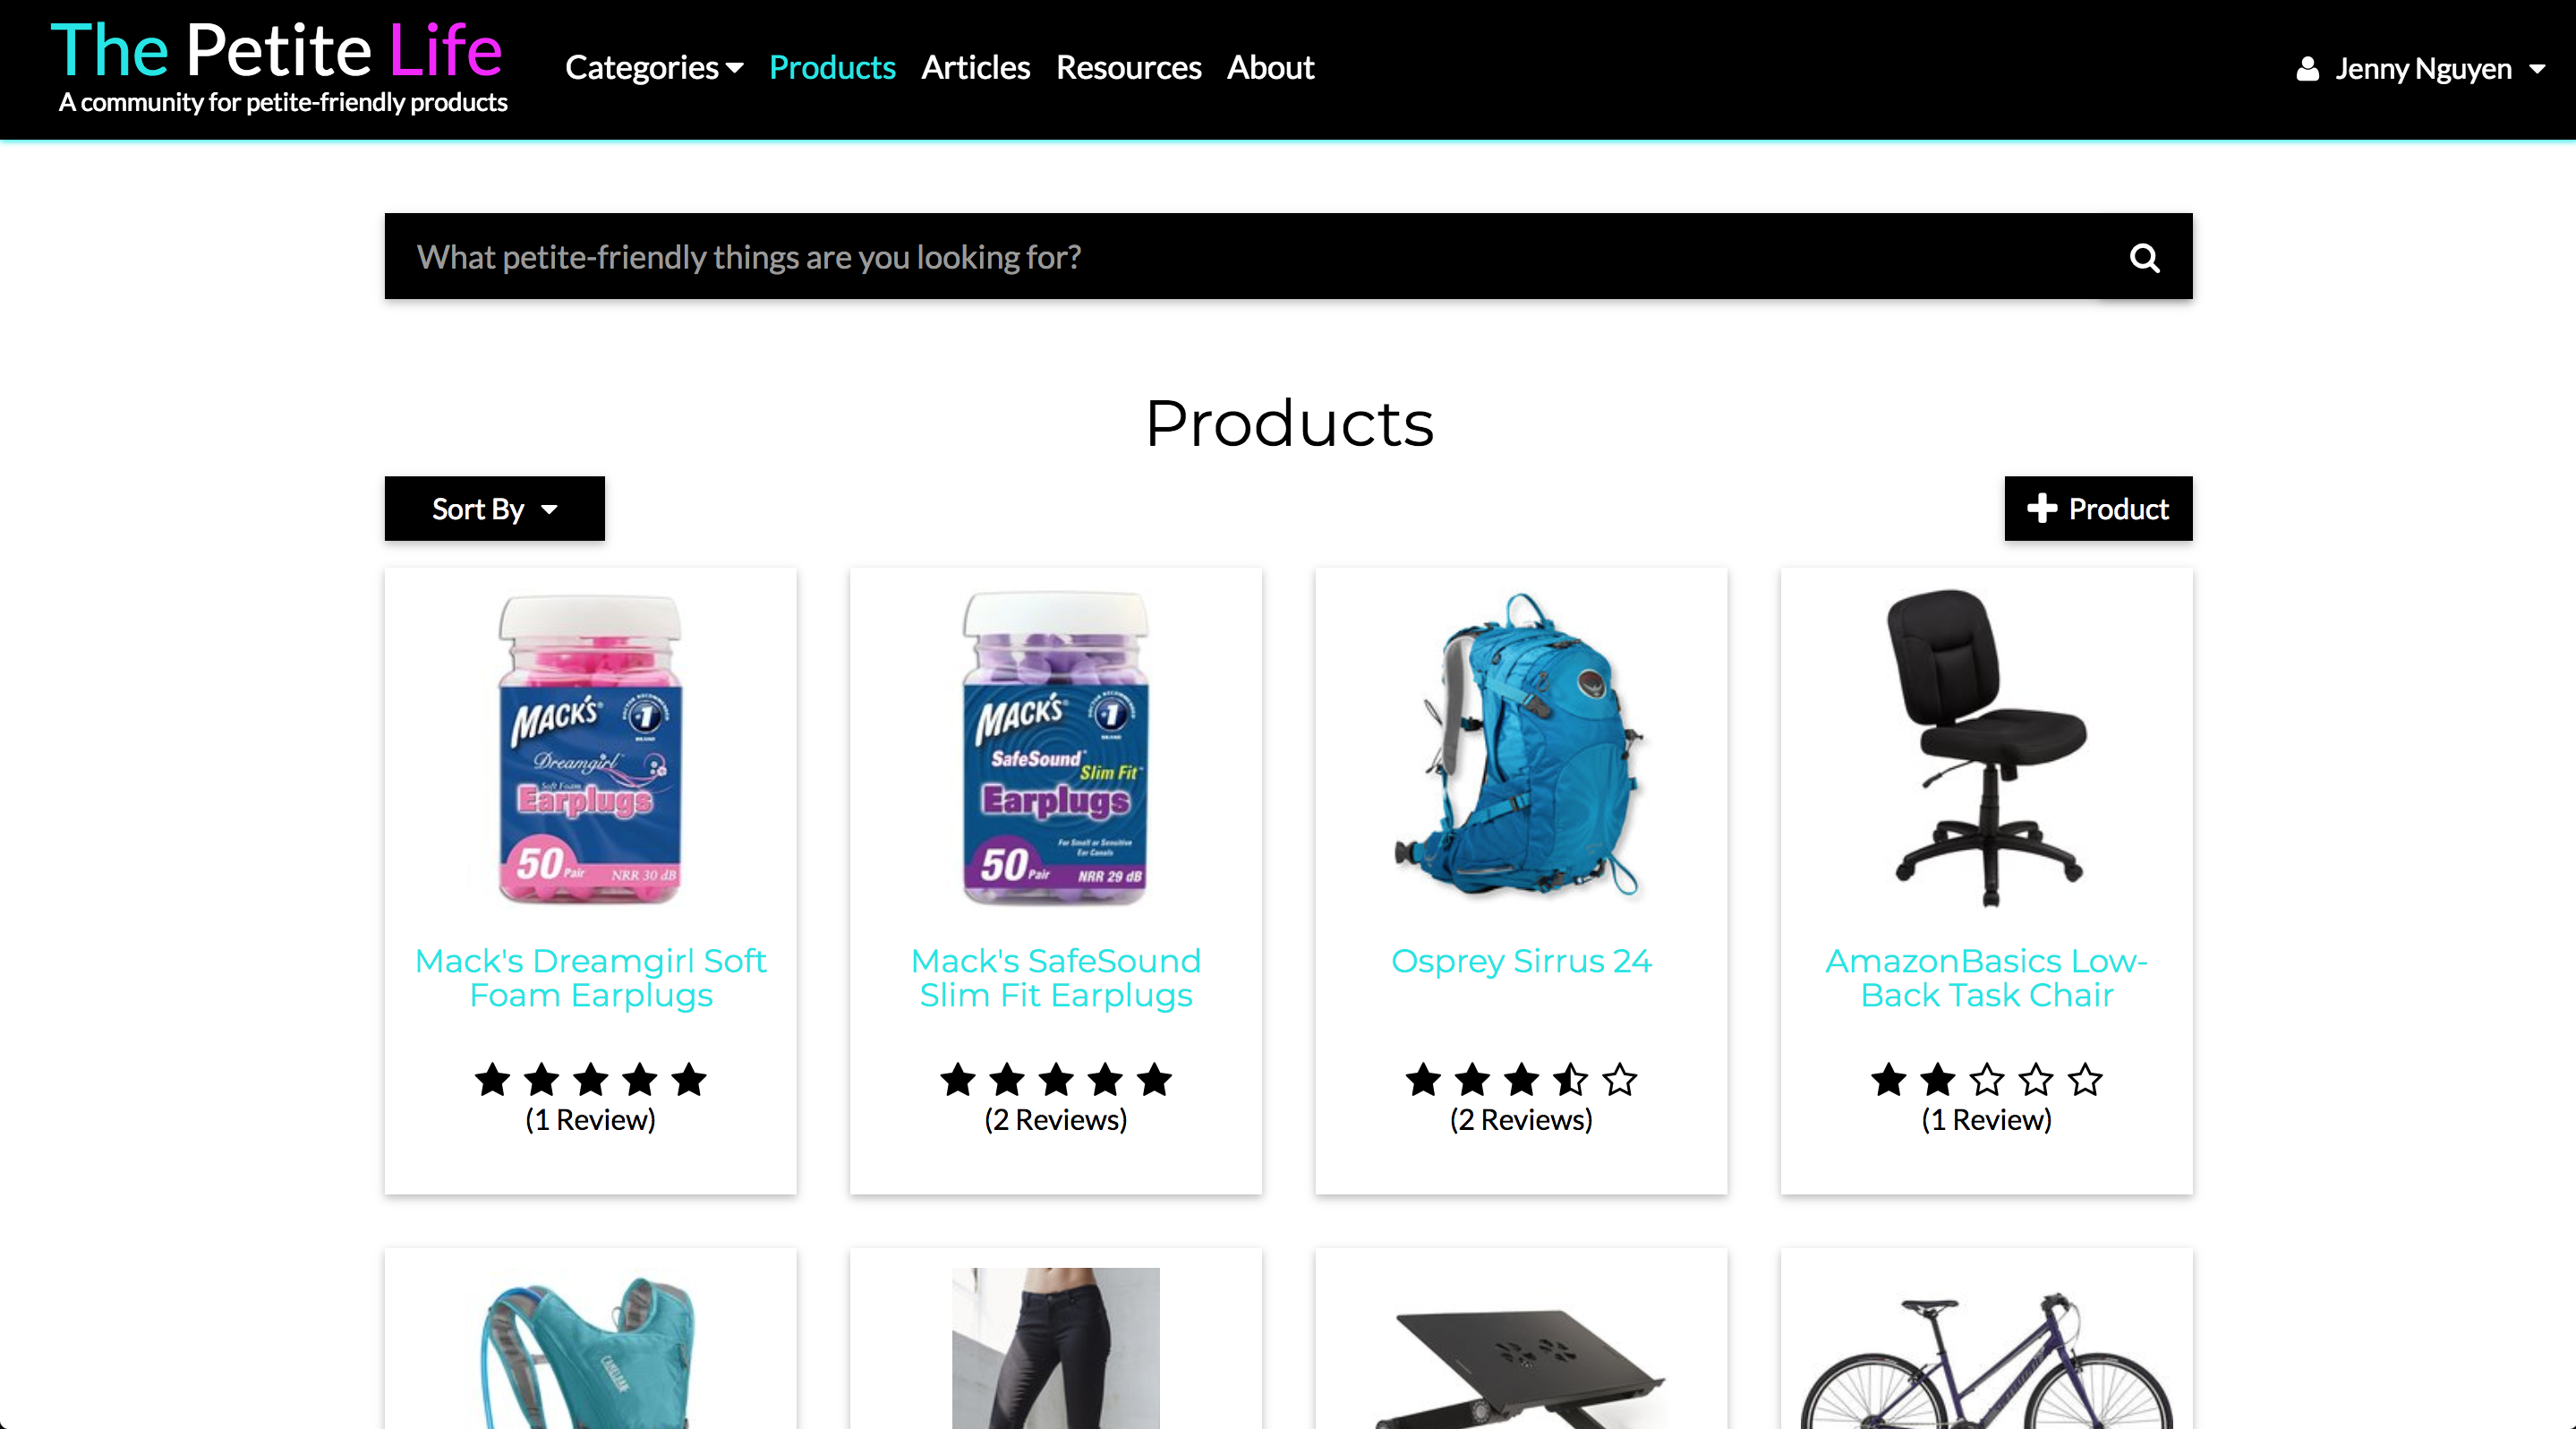 The Petite Life
A community for petite-friendly products
Categories Products Articles Resources About
Jenny Nguyen
What petite-friendly things are you looking for?
Products
Sort By
Product
MACK'S
#1
BRAND
Dreamgirl
Soft Foam
Earplugs
50 Pair
NRR 30 dB
MACK'S
#1
BRAND
SafeSound
Slim Fit
Earplugs
For Small or Sensitive
Ear Canals
50 Pair
NRR 29 dB
Mack's Dreamgirl Soft
Foam Earplugs
(1 Review)
Mack's SafeSound
Slim Fit Earplugs
(2 Reviews)
Osprey Sirrus 24
(2 Reviews)
AmazonBasics Low-
Back Task Chair
(1 Review)
CAMELBAK